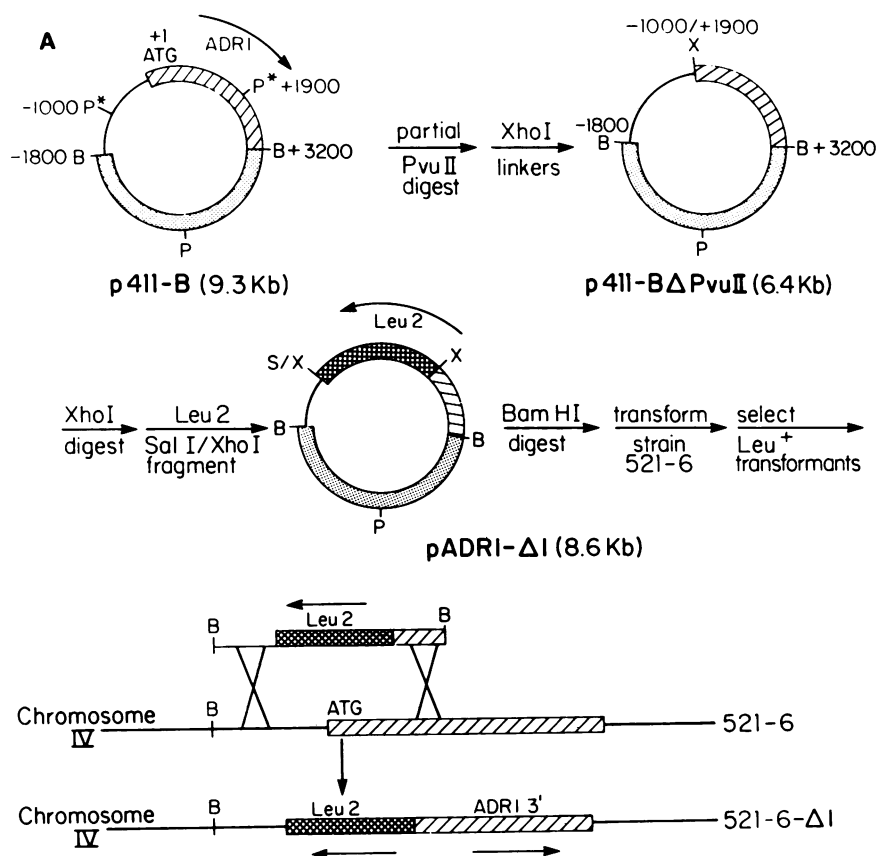 A
+1
ATG
ADR1
-1000 P*
P* +1900
-1800 B
B + 3200
P
p411-B (9.3 Kb)
partial
Pvu II
digest
XhoI
linkers
-1000/+1900
X
-1800
B
B + 3200
P
p411-BΔPvuII (6.4 Kb)
XhoI
digest
Leu 2
Sal I/XhoI
fragment
Leu 2
S/X
X
B
B
P
pADR1-Δ1 (8.6 Kb)
Bam HI
digest
transform
strain
521-6
select
Leu+
transformants
B
Leu 2
B
Chromosome
IV
B
ATG
521-6
Chromosome
IV
B
Leu 2
ADR1 3'
521-6-Δ1